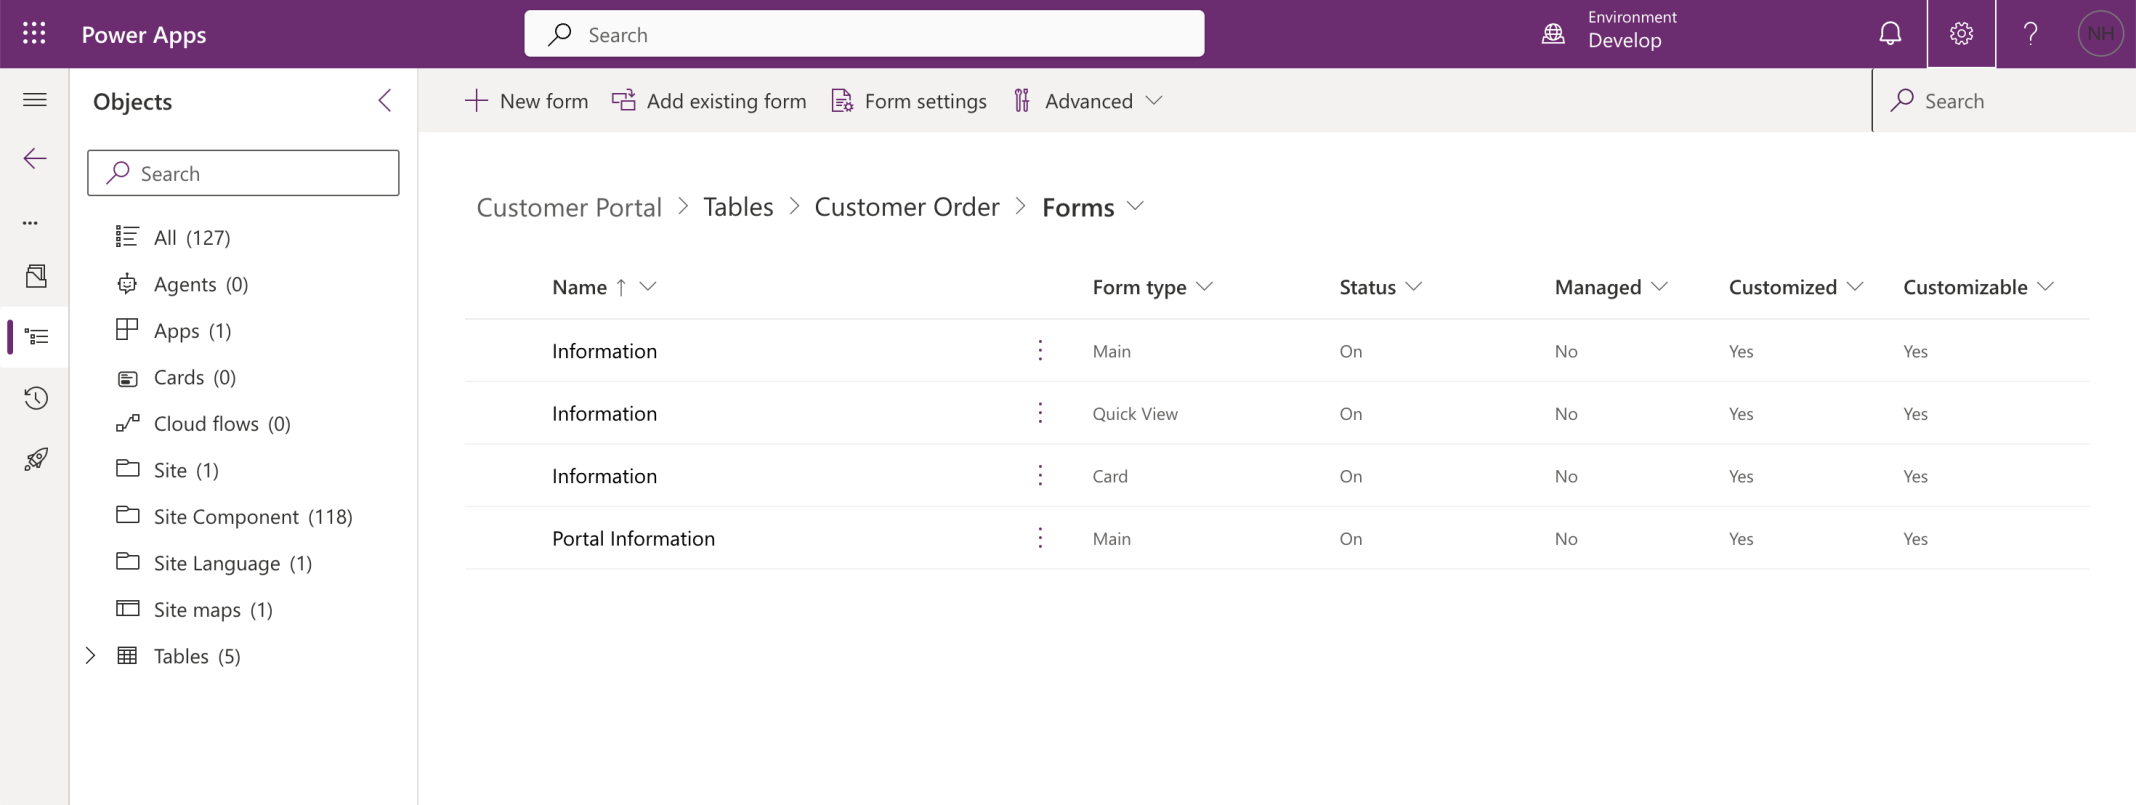 Power Apps
Search
Environment
Develop
?
NH
Objects
Search
All (127)
Agents (0)
Apps (1)
Cards (0)
Cloud flows (0)
Site (1)
Site Component (118)
Site Language (1)
Site maps (1)
Tables (5)
New form Add existing form Form settings Advanced
Search
Customer Portal > Tables > Customer Order > Forms
Name ↑ Form type Status Managed Customized Customizable
Information Main On No Yes Yes
Information Quick View On No Yes Yes
Information Card On No Yes Yes
Portal Information Main On No Yes Yes